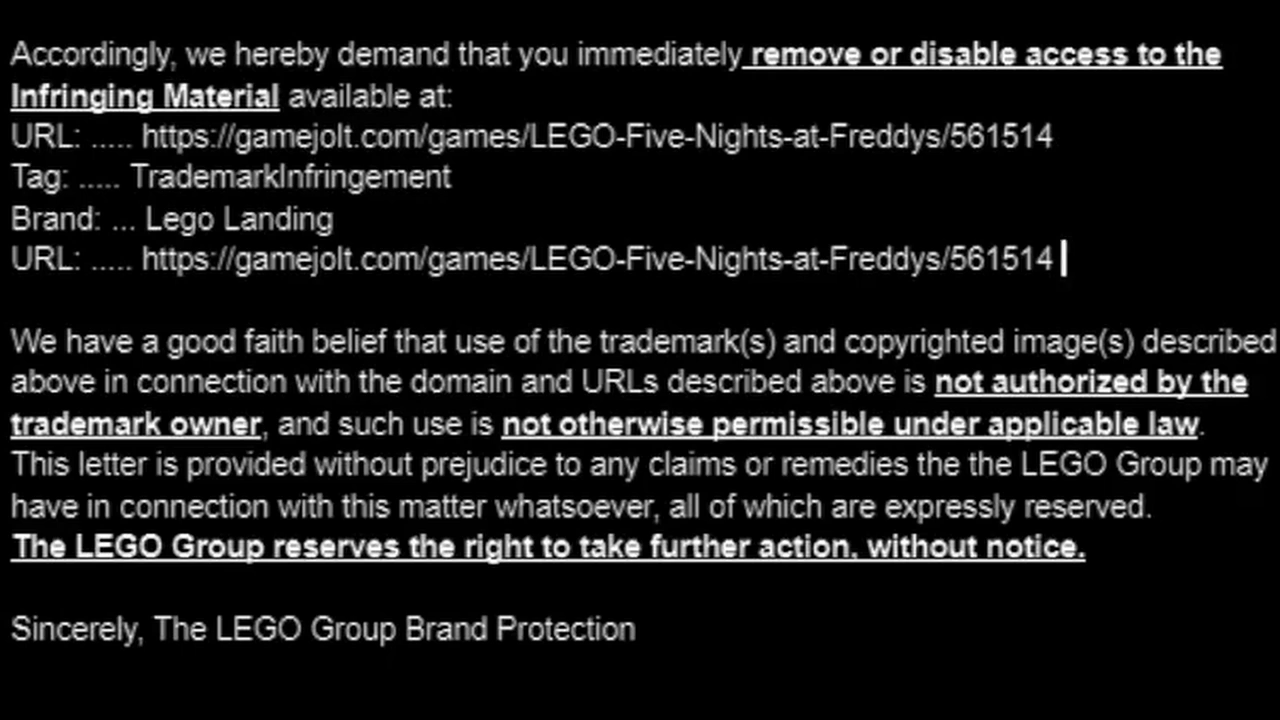 Accordingly, we hereby demand that you immediately remove or disable access to the
Infringing Material available at:
URL: ..... https://gamejolt.com/games/LEGO-Five-Nights-at-Freddys/561514
Tag: ..... TrademarkInfringement
Brand: ... Lego Landing
URL: ..... https://gamejolt.com/games/LEGO-Five-Nights-at-Freddys/561514
We have a good faith belief that use of the trademark(s) and copyrighted image(s) described
above in connection with the domain and URLs described above is not authorized by the
trademark owner, and such use is not otherwise permissible under applicable law.
This letter is provided without prejudice to any claims or remedies the the LEGO Group may
have in connection with this matter whatsoever, all of which are expressly reserved.
The LEGO Group reserves the right to take further action, without notice.
Sincerely, The LEGO Group Brand Protection